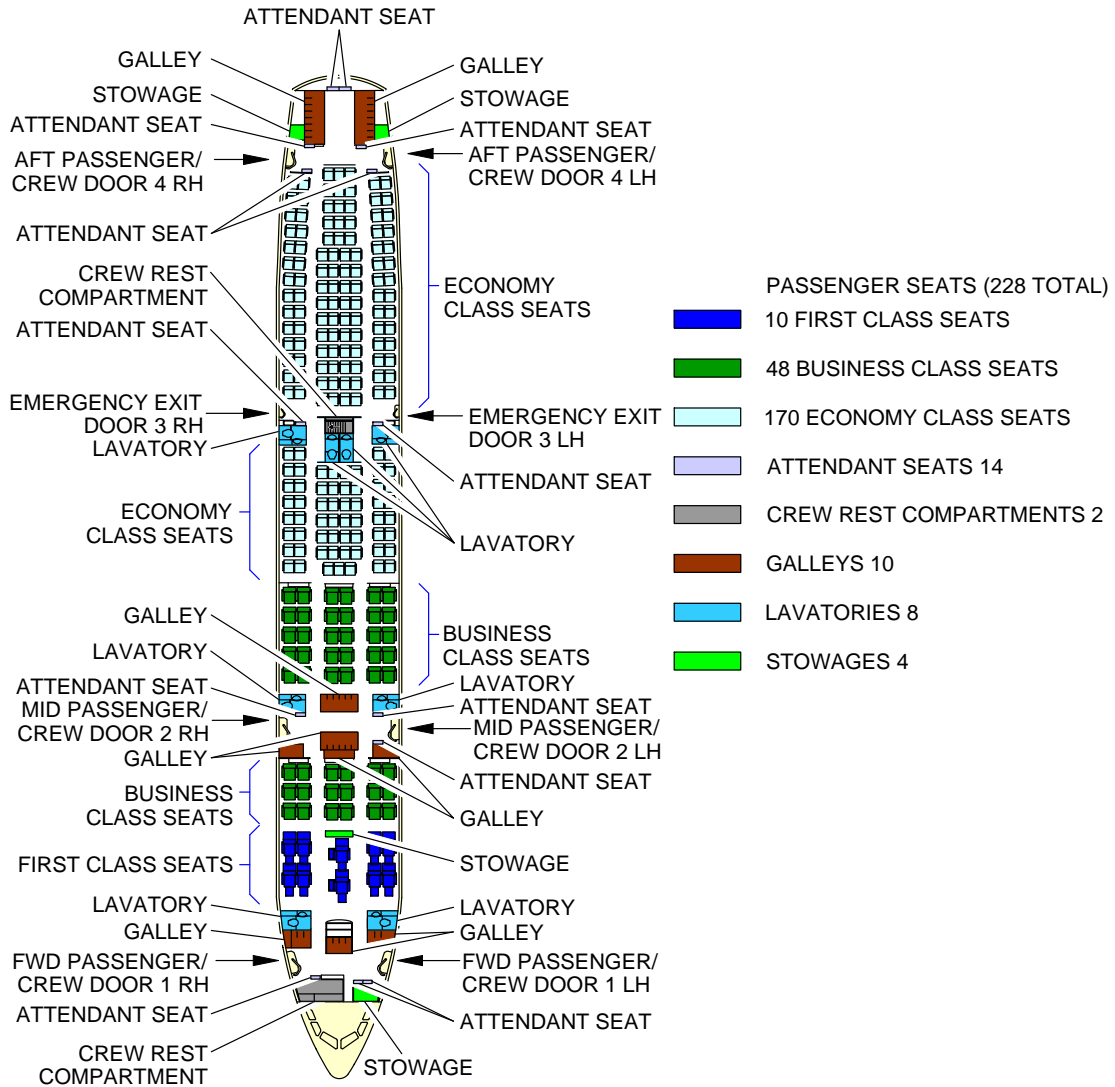 ATTENDANT SEAT
GALLEY
STOWAGE
ATTENDANT SEAT
AFT PASSENGER/
CREW DOOR 4 RH
ATTENDANT SEAT
CREW REST
COMPARTMENT
ATTENDANT SEAT
EMERGENCY EXIT
DOOR 3 RH
LAVATORY
ECONOMY
CLASS SEATS
GALLEY
LAVATORY
ATTENDANT SEAT
MID PASSENGER/
CREW DOOR 2 RH
GALLEY
BUSINESS
CLASS SEATS
FIRST CLASS SEATS
LAVATORY
GALLEY
FWD PASSENGER/
CREW DOOR 1 RH
ATTENDANT SEAT
CREW REST
COMPARTMENT
GALLEY
STOWAGE
ATTENDANT SEAT
AFT PASSENGER/
CREW DOOR 4 LH
ECONOMY
CLASS SEATS
EMERGENCY EXIT
DOOR 3 LH
ATTENDANT SEAT
LAVATORY
BUSINESS
CLASS SEATS
LAVATORY
ATTENDANT SEAT
MID PASSENGER/
CREW DOOR 2 LH
ATTENDANT SEAT
GALLEY
STOWAGE
LAVATORY
GALLEY
FWD PASSENGER/
CREW DOOR 1 LH
ATTENDANT SEAT
STOWAGE
PASSENGER SEATS (228 TOTAL)
10 FIRST CLASS SEATS
48 BUSINESS CLASS SEATS
170 ECONOMY CLASS SEATS
ATTENDANT SEATS 14
CREW REST COMPARTMENTS 2
GALLEYS 10
LAVATORIES 8
STOWAGES 4